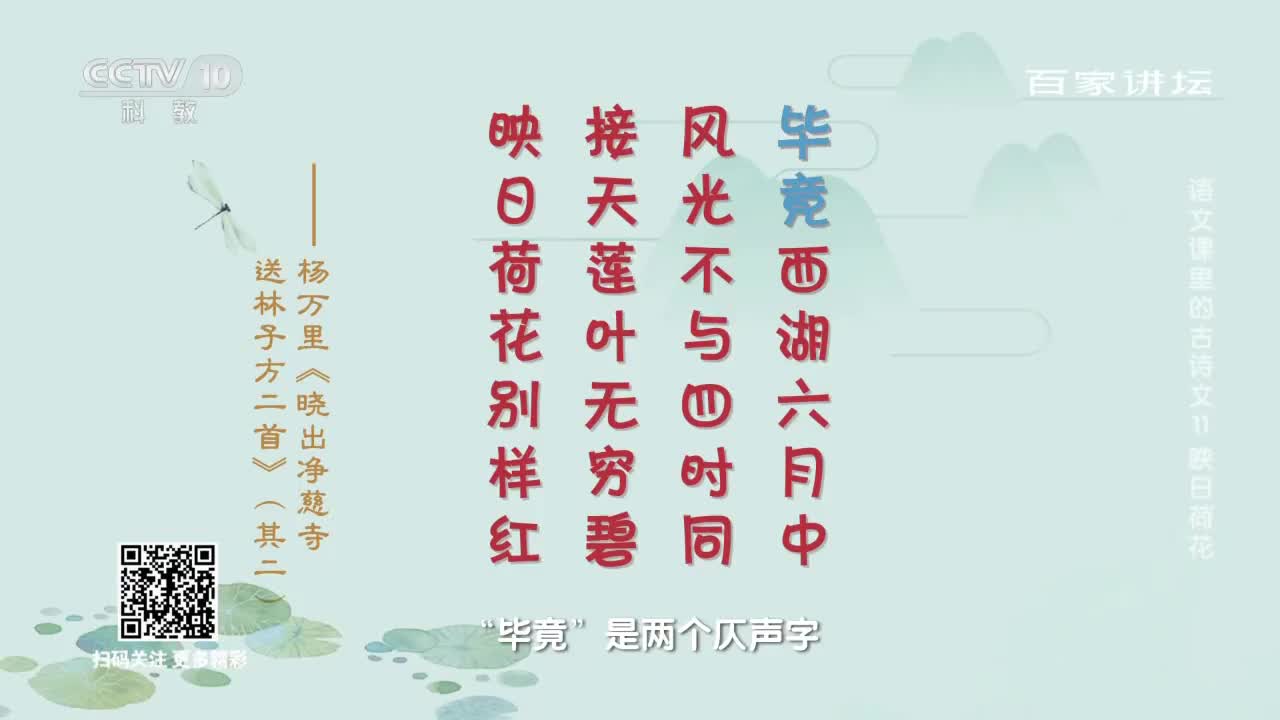 CCTV 10
科教
百家讲坛
语文课里的古诗文11 映日荷花
毕竟西湖六月中
风光不与四时同
接天莲叶无穷碧
映日荷花别样红
——杨万里《晓出净慈寺
送林子方二首》(其二)
扫码关注 更多精彩
“毕竟”是两个仄声字